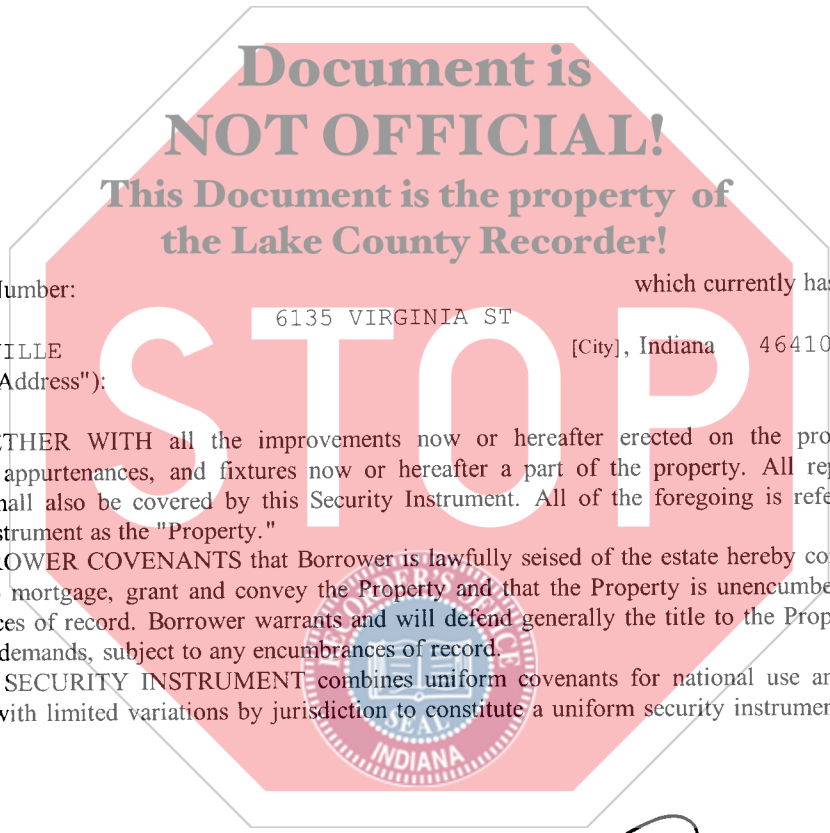 Document is
NOT OFFICIAL!
This Document is the property of
the Lake County Recorder!
Number: which currently has
6135 VIRGINIA ST
VILLE [City], Indiana 46410
Address"):
STOP
ETHER WITH all the improvements now or hereafter erected on the pro
appurtenances, and fixtures now or hereafter a part of the property. All rep
hall also be covered by this Security Instrument. All of the foregoing is refe
strument as the "Property."
ROWER COVENANTS that Borrower is lawfully seised of the estate hereby co
mortgage, grant and convey the Property and that the Property is unencumbe
ces of record. Borrower warrants and will defend generally the title to the Prop
demands, subject to any encumbrances of record.
SECURITY INSTRUMENT combines uniform covenants for national use an
with limited variations by jurisdiction to constitute a uniform security instrumen
RECORDER'S OFFICE
SEAL
INDIANA